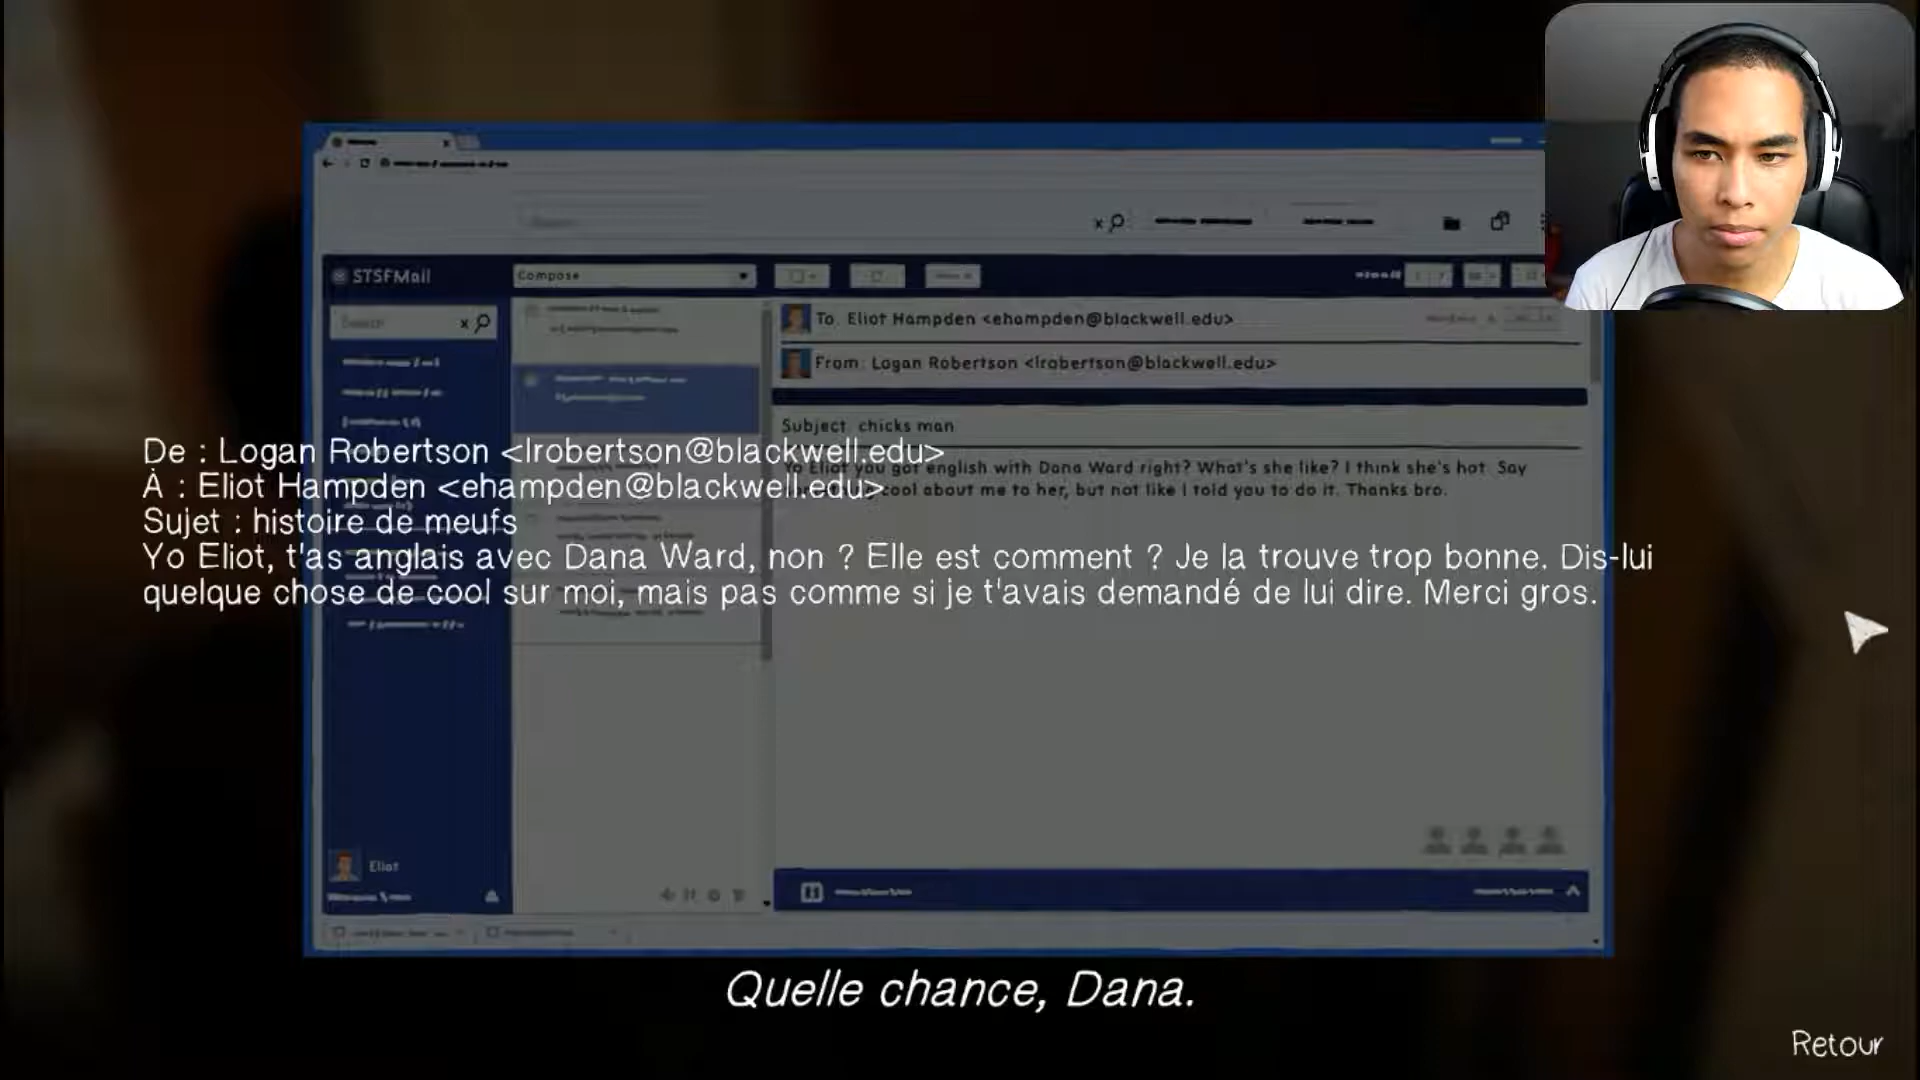 STSFMail
Compose
Search
To: Eliot Hampden <ehampden@blackwell.edu>
From: Logan Robertson <lrobertson@blackwell.edu>
Subject: chicks man
Yo Eliot you got english with Dana Ward right? What's she like? I think she's hot. Say
cool about me to her, but not like I told you to do it. Thanks bro.
De : Logan Robertson <lrobertson@blackwell.edu>
À : Eliot Hampden <ehampden@blackwell.edu>
Sujet : histoire de meufs
Yo Eliot, t'as anglais avec Dana Ward, non ? Elle est comment ? Je la trouve trop bonne. Dis-lui
quelque chose de cool sur moi, mais pas comme si je t'avais demandé de lui dire. Merci gros.
Eliot
Quelle chance, Dana.
Retour